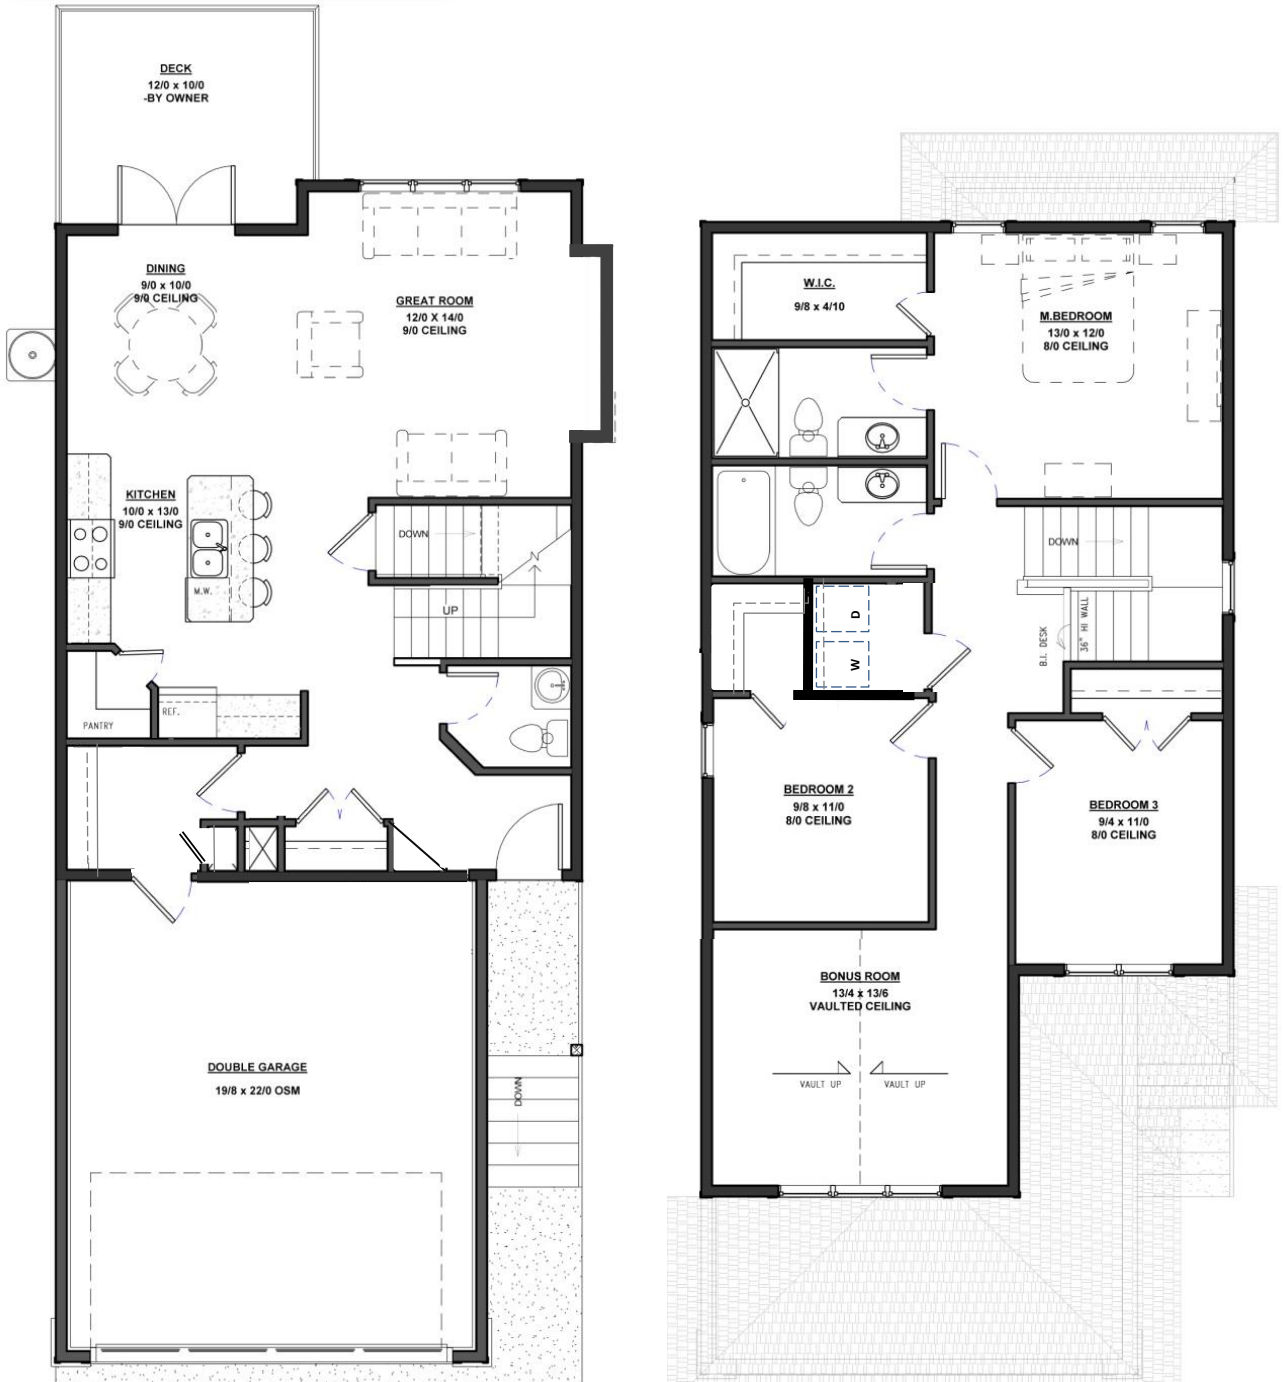 DECK
12/0 x 10/0
-BY OWNER
DINING
9/0 x 10/0
9/0 CEILING
GREAT ROOM
12/0 X 14/0
9/0 CEILING
KITCHEN
10/0 x 13/0
9/0 CEILING
M.W.
DOWN
N
UP
REF.
PANTRY
DOUBLE GARAGE
19/8 x 22/0 OSM
DOWN
W.I.C.
9/8 x 4/10
M.BEDROOM
13/0 x 12/0
8/0 CEILING
DOWN
D
W
B.I. DESK
36" HI WALL
BEDROOM 2
9/8 x 11/0
8/0 CEILING
BEDROOM 3
9/4 x 11/0
8/0 CEILING
BONUS ROOM
13/4 x 13/6
VAULTED CEILING
VAULT UP
VAULT UP